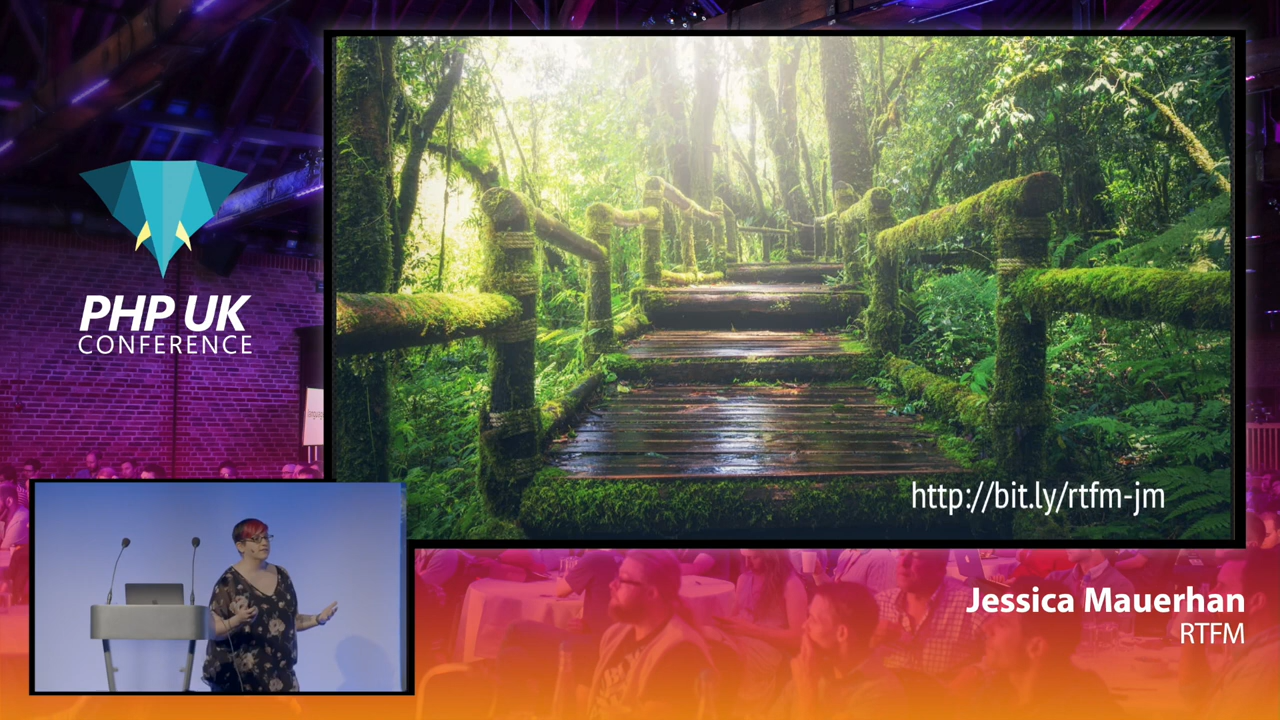 PHP UK
CONFERENCE
http://bit.ly/rtfm-jm
Jessica Mauerhan
RTFM